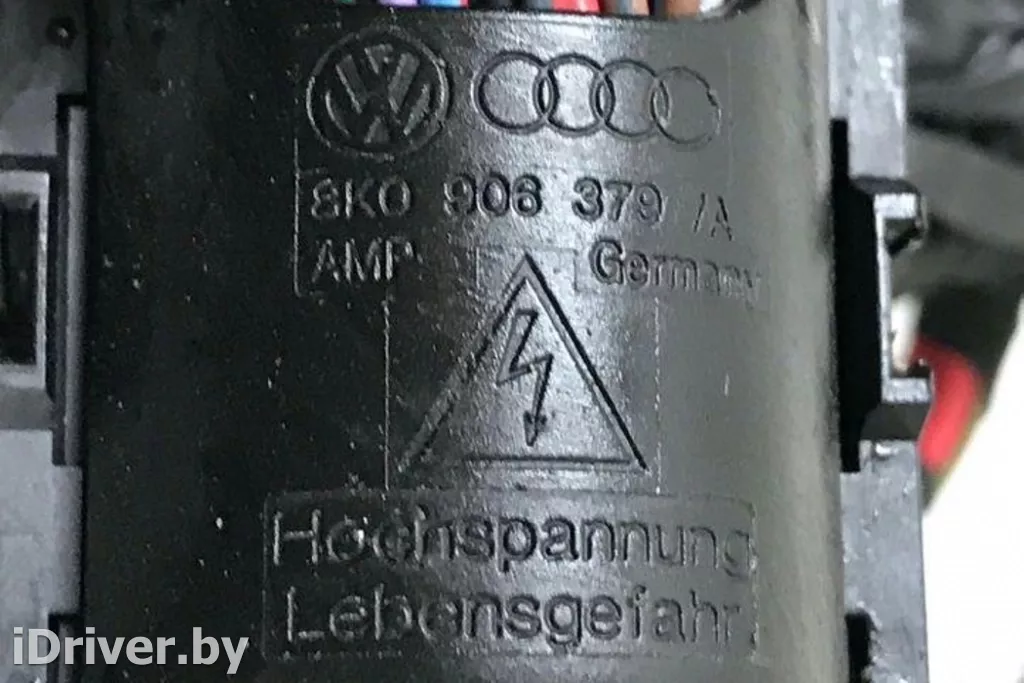 8K0 906 379 /A
AMP Germany
Hochspannung
Lebensgefahr
iDriver.by